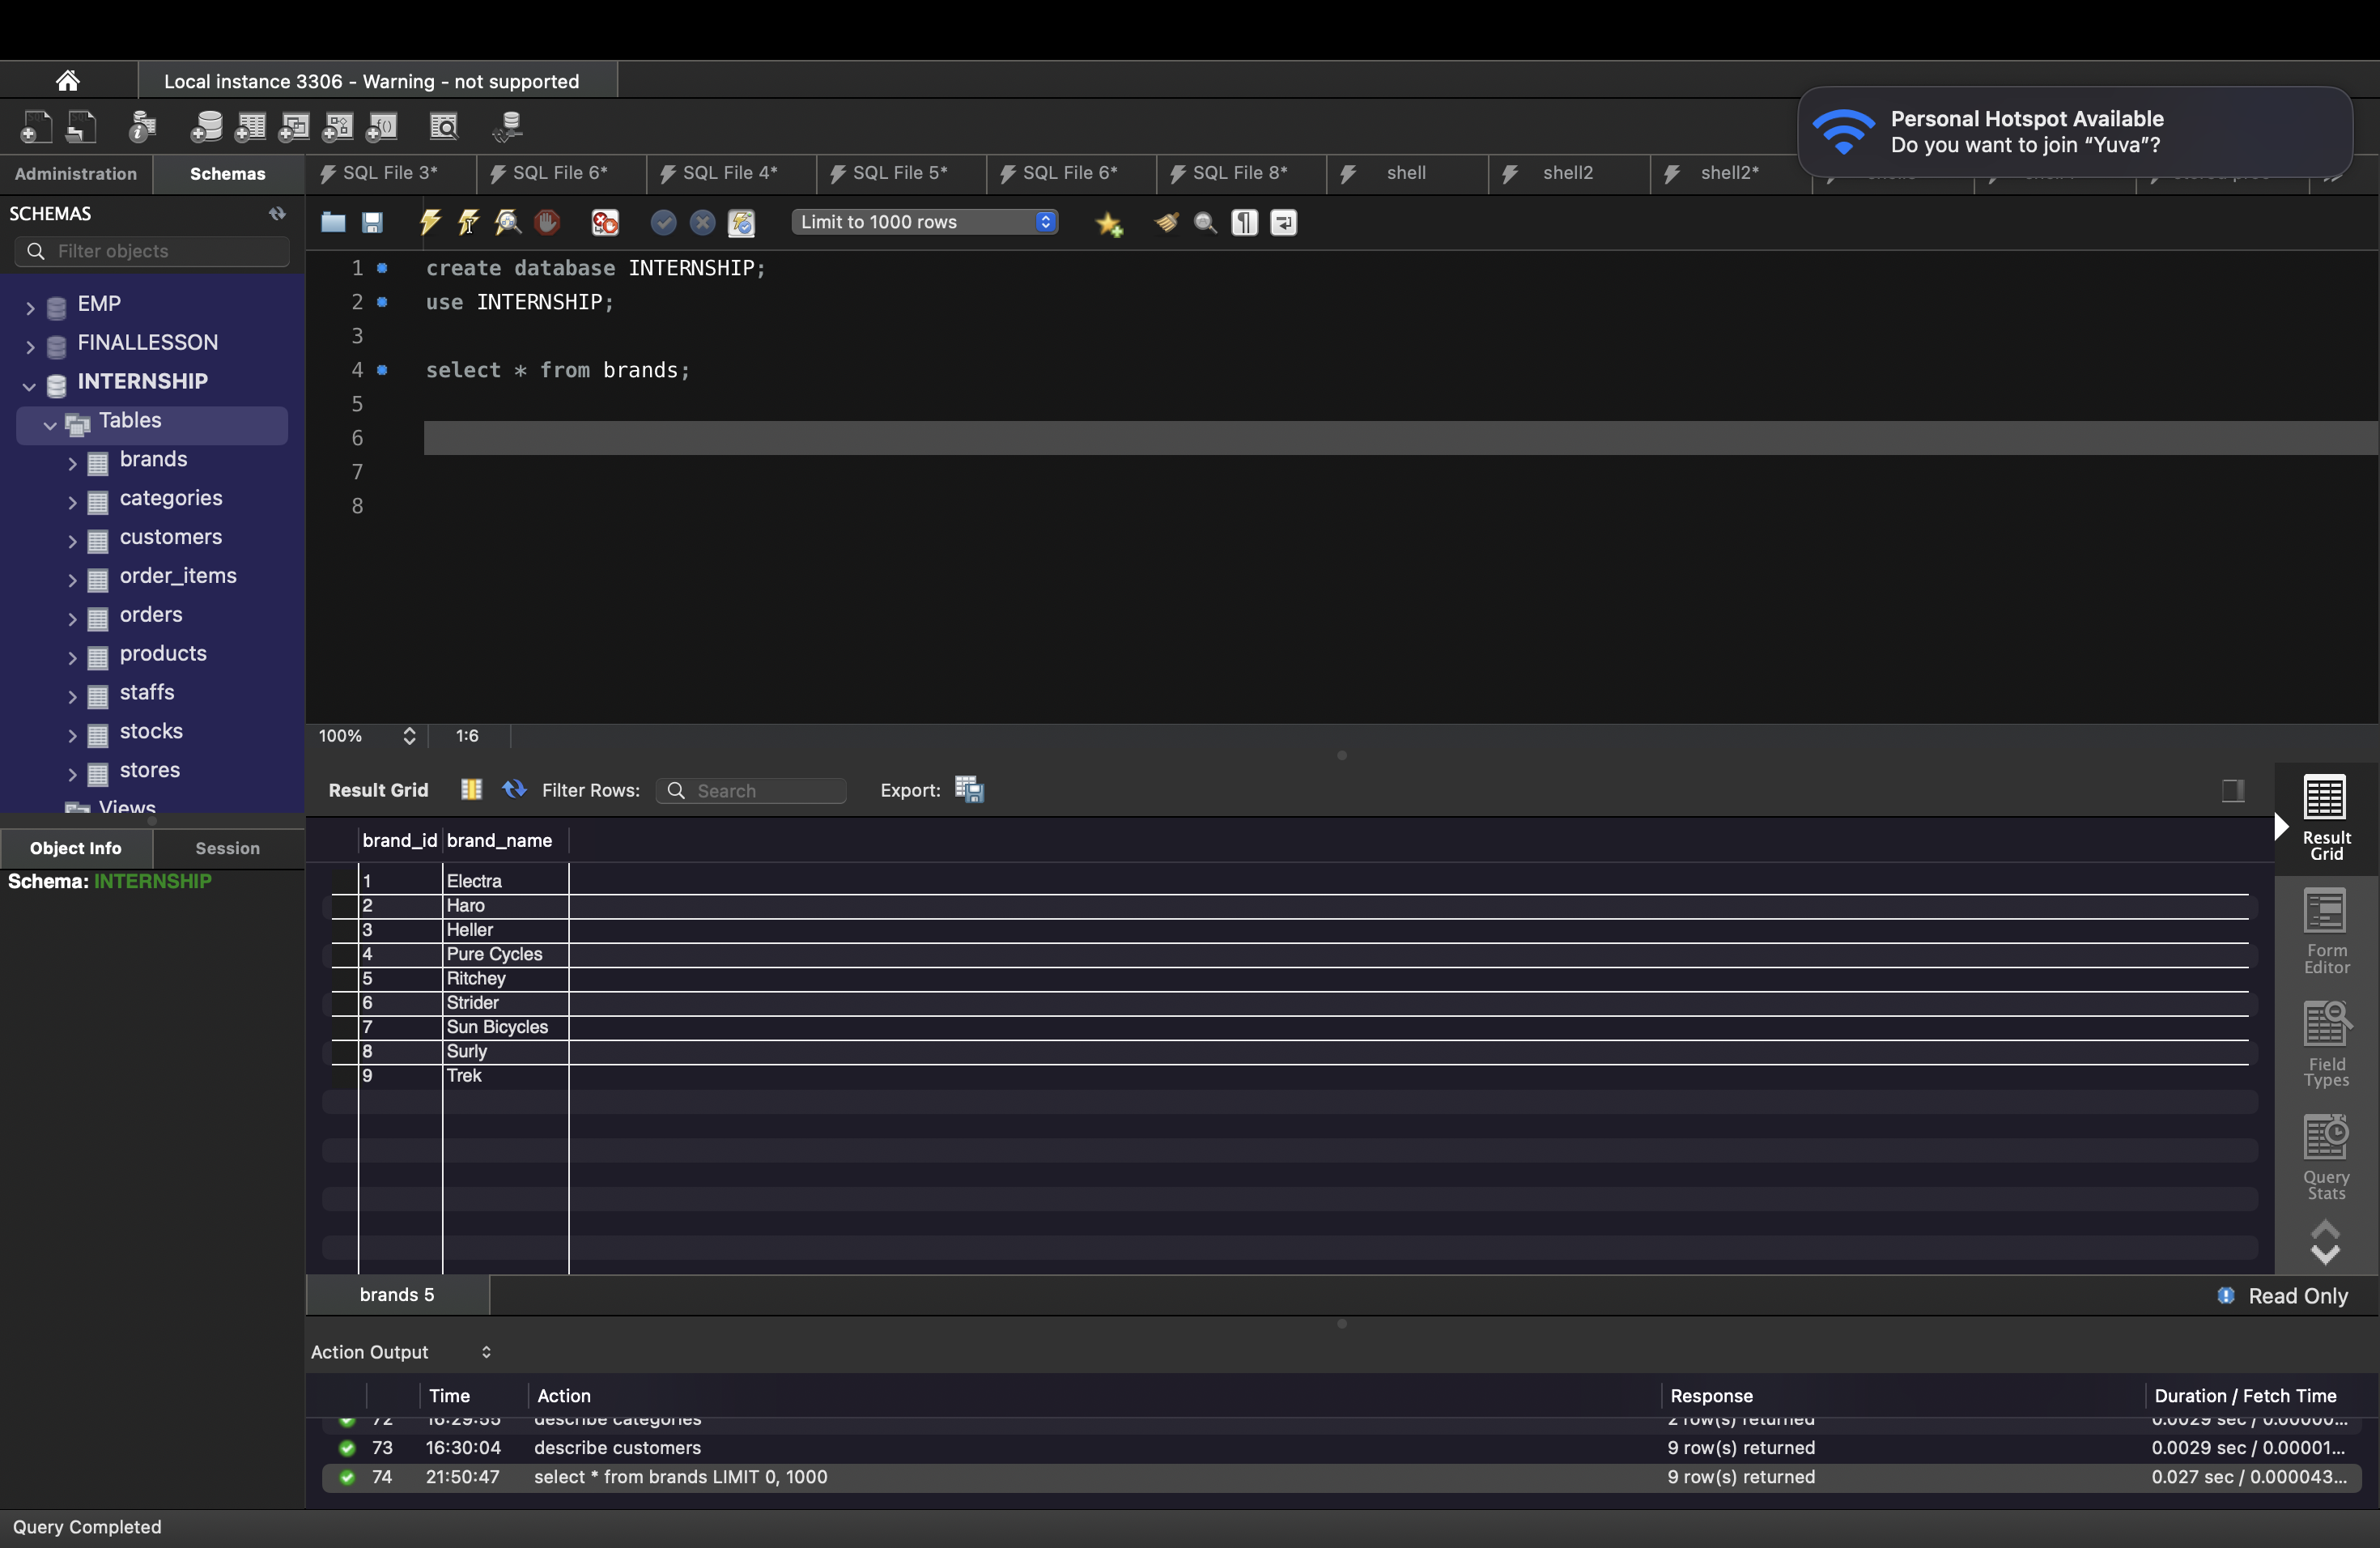 Local instance 3306 - Warning - not supported
Personal Hotspot Available
Do you want to join “Yuva”?
Administration
Schemas
SQL File 3*
SQL File 6*
SQL File 4*
SQL File 5*
SQL File 6*
SQL File 8*
shell
shell2
shell2*
SCHEMAS
Filter objects
Limit to 1000 rows
EMP
FINALLESSON
INTERNSHIP
Tables
brands
categories
customers
order_items
orders
products
staffs
stocks
stores
Views
1 create database INTERNSHIP;
2 use INTERNSHIP;
3
4 select * from brands;
5
6
7
8
100%
1:6
Object Info
Session
Schema: INTERNSHIP
Result Grid
Filter Rows:
Search
Export:
brand_id brand_name
1 Electra
2 Haro
3 Heller
4 Pure Cycles
5 Ritchey
6 Strider
7 Sun Bicycles
8 Surly
9 Trek
Result
Grid
Form
Editor
Field
Types
Query
Stats
brands 5
Read Only
Action Output
Time Action Response Duration / Fetch Time
72 16:29:55 describe categories 2 row(s) returned 0.0029 sec / 0.00000...
73 16:30:04 describe customers 9 row(s) returned 0.0029 sec / 0.00001...
74 21:50:47 select * from brands LIMIT 0, 1000 9 row(s) returned 0.027 sec / 0.000043...
Query Completed